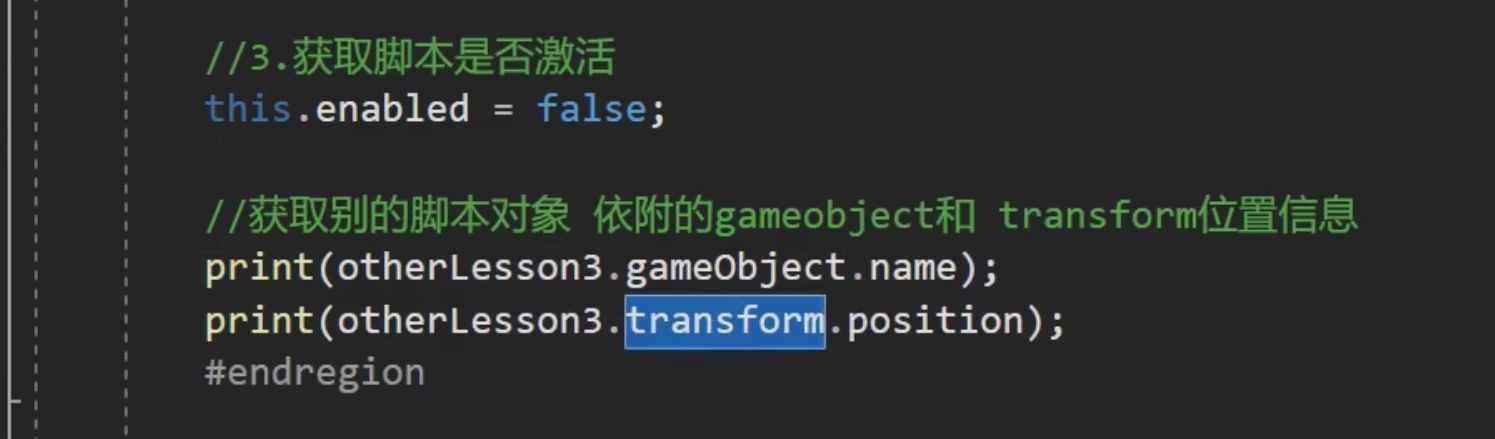 //3.获取脚本是否激活
this.enabled = false;
//获取别的脚本对象 依附的gameobject和 transform位置信息
print(otherLesson3.gameObject.name);
print(otherLesson3.transform.position);
#endregion